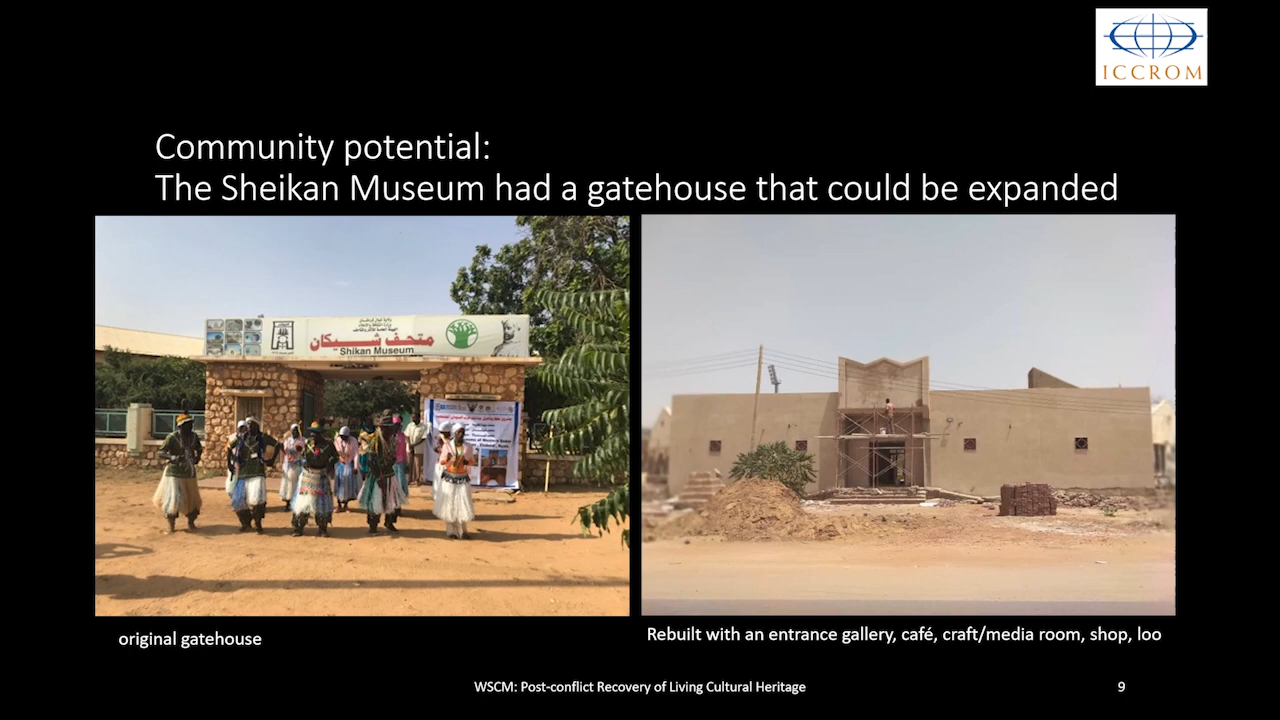 ICCROM
Community potential:
The Sheikan Museum had a gatehouse that could be expanded
متحف شيكان
Shikan Museum
original gatehouse
Rebuilt with an entrance gallery, café, craft/media room, shop, loo
WSCM: Post-conflict Recovery of Living Cultural Heritage
9